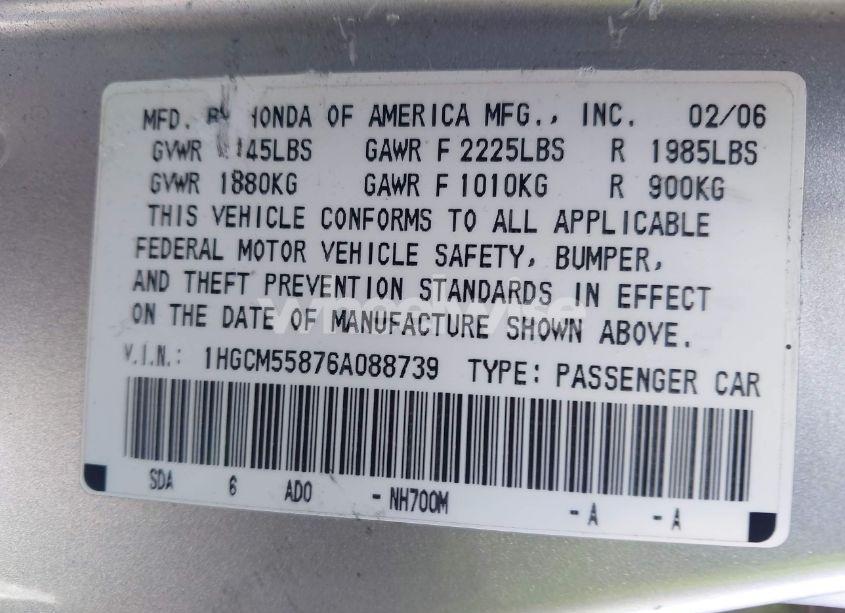 MFD. BY HONDA OF AMERICA MFG., INC. 02/06
GVWR 145LBS GAWR F 2225LBS R 1985LBS
GVWR 1880KG GAWR F 1010KG R 900KG
THIS VEHICLE CONFORMS TO ALL APPLICABLE
FEDERAL MOTOR VEHICLE SAFETY, BUMPER,
AND THEFT PREVENTION STANDARDS IN EFFECT
ON THE DATE OF MANUFACTURE SHOWN ABOVE.
V.I.N.: 1HGCM55876A088739 TYPE: PASSENGER CAR
SDA 6 ADO - NH700M - A - A